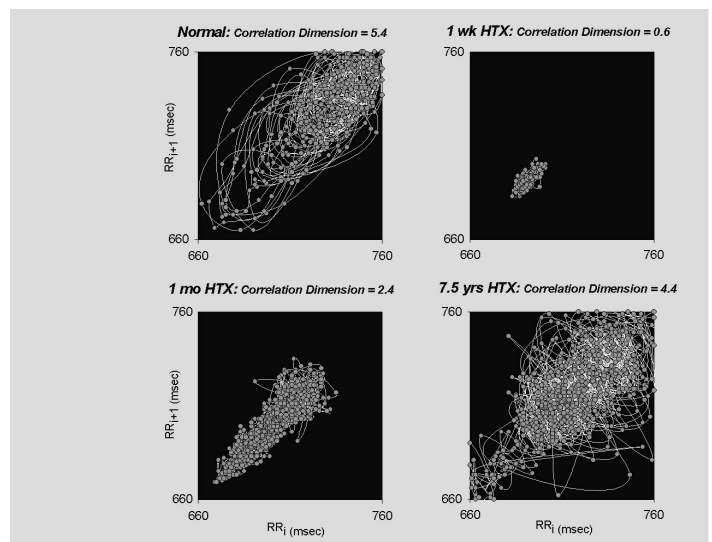 Normal: Correlation Dimension = 5.4
760
RRi+1 (msec)
660
660
760
1 wk HTX: Correlation Dimension = 0.6
760
660
660
760
1 mo HTX: Correlation Dimension = 2.4
760
RRi+1 (msec)
660
660
RRi (msec)
760
7.5 yrs HTX: Correlation Dimension = 4.4
760
660
660
RRi (msec)
760